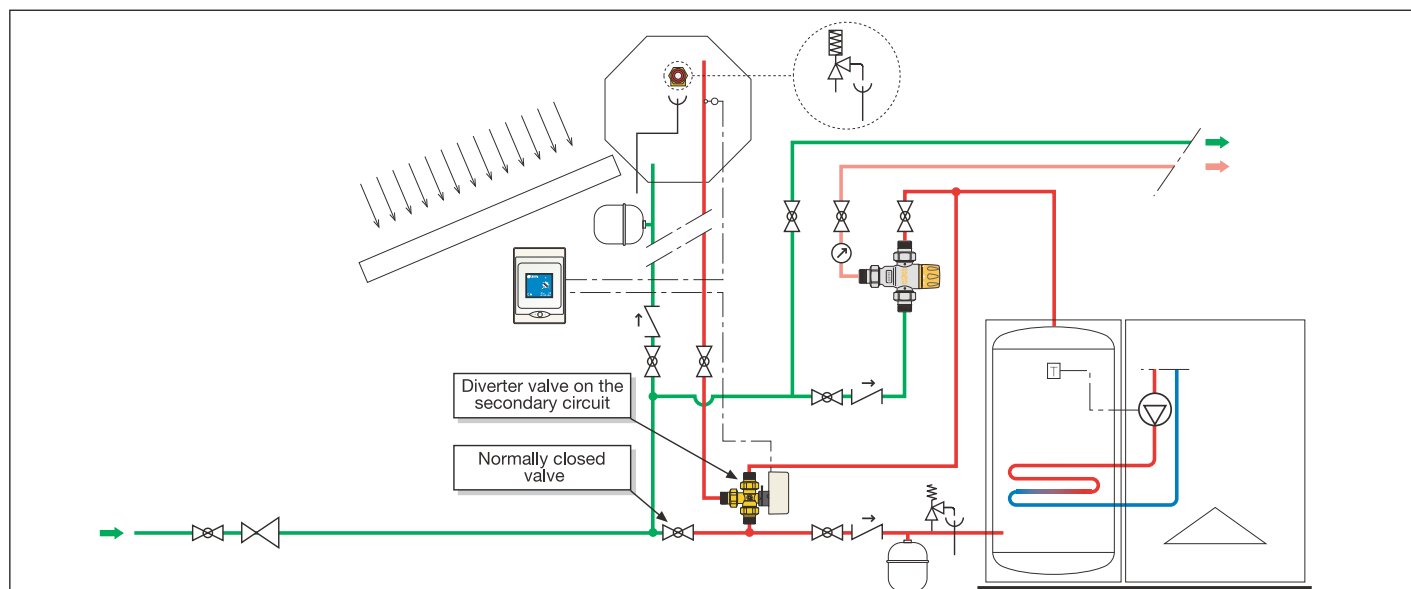 Diverter valve on the
secondary circuit
Normally closed
valve
T